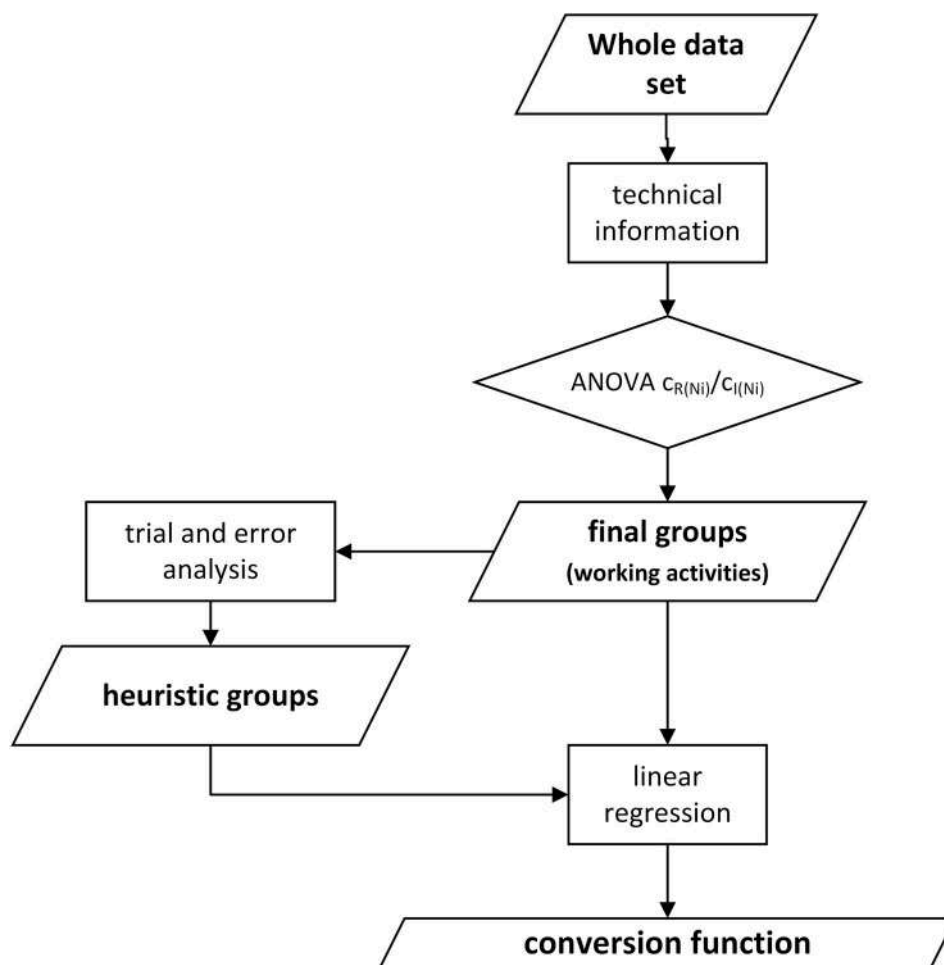 Whole data
set
technical
information
ANOVA cR(Ni)/cI(Ni)
final groups
(working activities)
trial and error
analysis
heuristic groups
linear
regression
conversion function